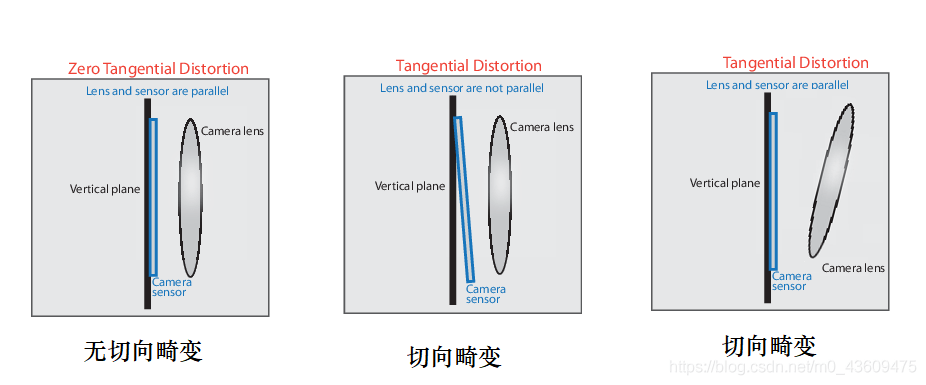 Zero Tangential Distortion
Lens and sensor are parallel
Camera lens
Vertical plane
Camera
sensor
无切向畸变
Tangential Distortion
Lens and sensor are not parallel
Camera lens
Vertical plane
Camera
sensor
切向畸变
Tangential Distortion
Lens and sensor are parallel
Vertical plane
Camera lens
Camera
sensor
切向畸变
https://blog.csdn.net/m0_43609475